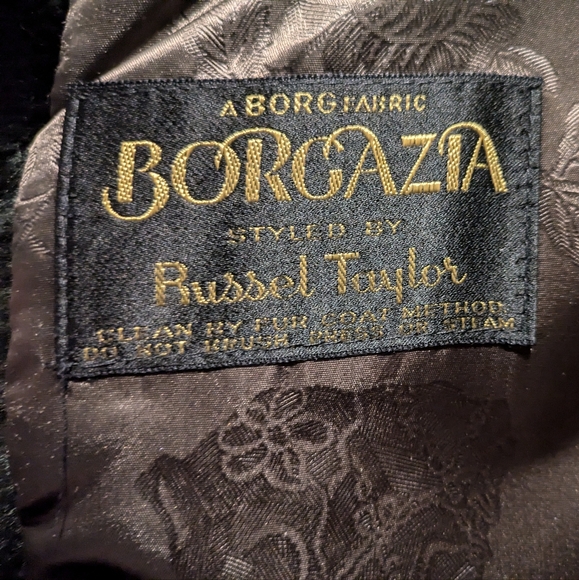 A BORG FABRIC
BORGAZIA
STYLED BY
Russel Taylor
CLEAN BY FUR COAT METHOD
DO NOT BRUSH PRESS OR STEAM